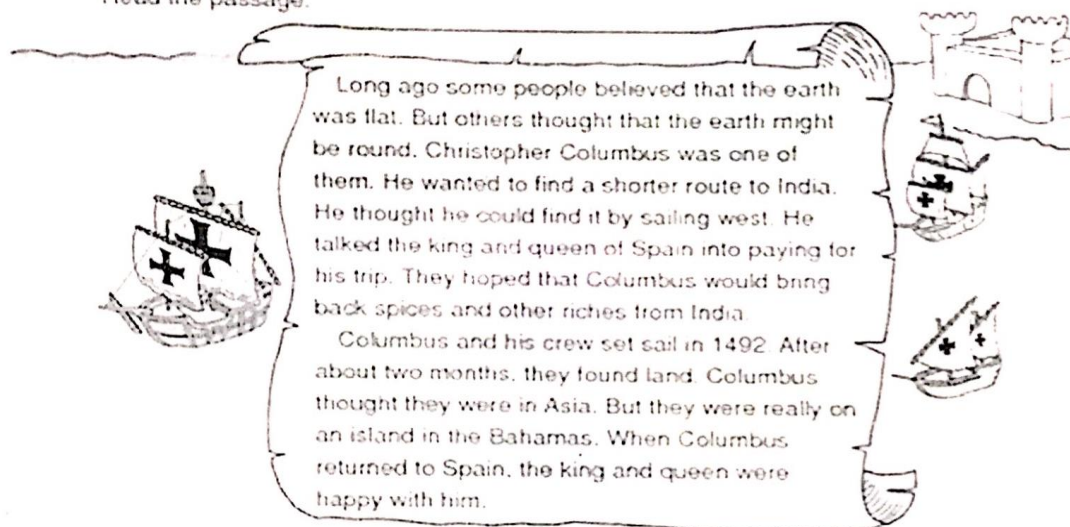 Read the passage.
Long ago some people believed that the earth
was flat. But others thought that the earth might
be round. Christopher Columbus was one of
them. He wanted to find a shorter route to India.
He thought he could find it by sailing west. He
talked the king and queen of Spain into paying for
his trip. They hoped that Columbus would bring
back spices and other riches from India.
Columbus and his crew set sail in 1492. After
about two months, they found land. Columbus
thought they were in Asia. But they were really on
an island in the Bahamas. When Columbus
returned to Spain, the king and queen were
happy with him.